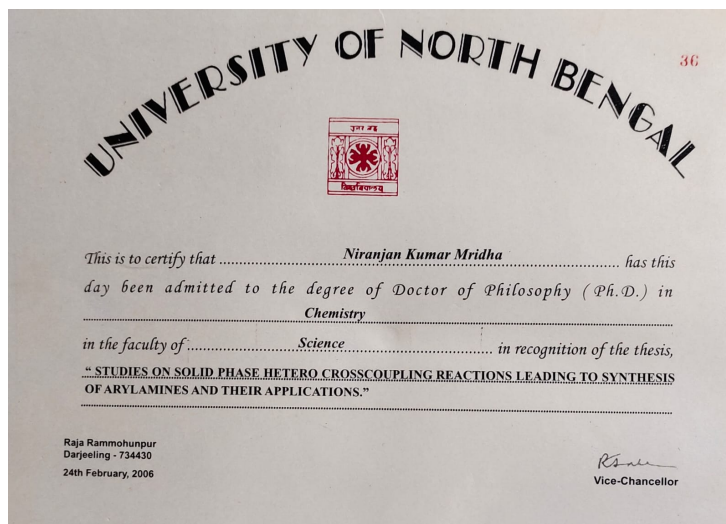 UNIVERSITY OF NORTH BENGAL
36
This is to certify that Niranjan Kumar Mridha has this
day been admitted to the degree of Doctor of Philosophy ( Ph.D. ) in
Chemistry
in the faculty of Science in recognition of the thesis,
“ STUDIES ON SOLID PHASE HETERO CROSSCOUPLING REACTIONS LEADING TO SYNTHESIS
OF ARYLAMINES AND THEIR APPLICATIONS.”
Raja Rammohunpur
Darjeeling - 734430
24th February, 2006
Vice-Chancellor